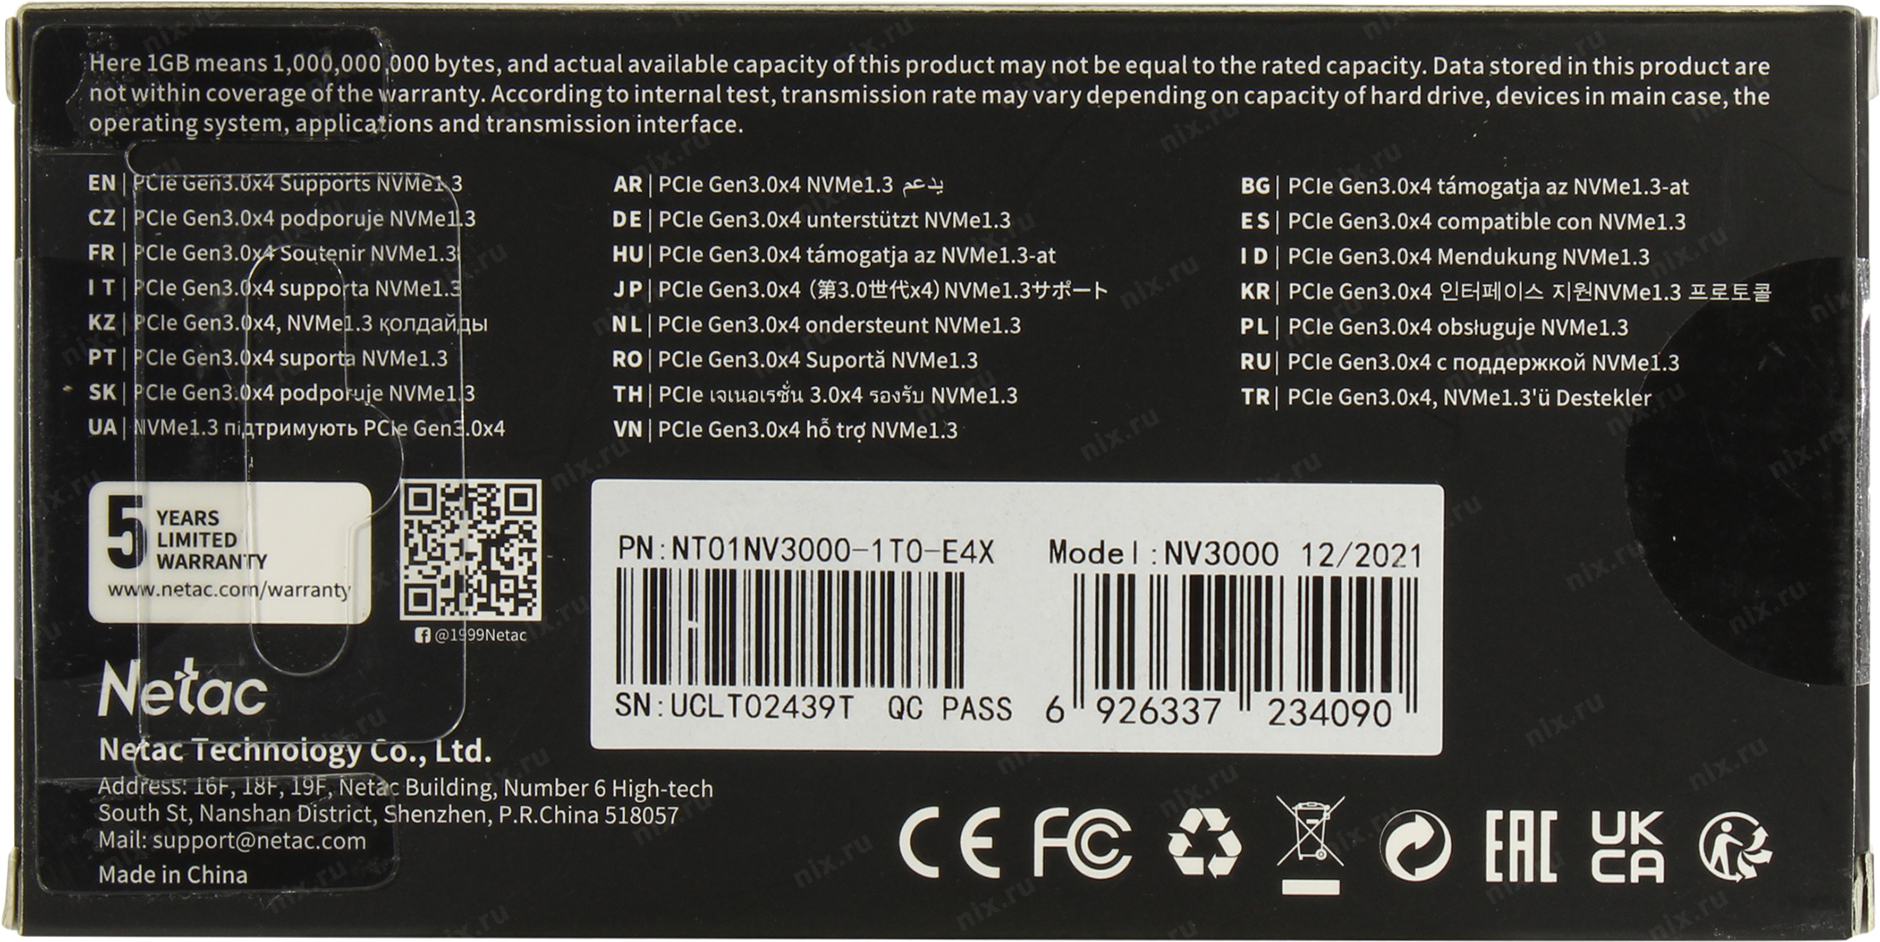 Here 1GB means 1,000,000,000 bytes, and actual available capacity of this product may not be equal to the rated capacity. Data stored in this product are
not within coverage of the warranty. According to internal test, transmission rate may vary depending on capacity of hard drive, devices in main case, the
operating system, applications and transmission interface.
EN | PCIe Gen3.0x4 Supports NVMe1.3
CZ | PCIe Gen3.0x4 podporuje NVMe1.3
FR | PCIe Gen3.0x4 Soutenir NVMe1.3
IT | PCIe Gen3.0x4 supporta NVMe1.3
KZ | PCIe Gen3.0x4, NVMe1.3 қолдайды
PT | PCIe Gen3.0x4 suporta NVMe1.3
SK | PCIe Gen3.0x4 podporuje NVMe1.3
UA | NVMe1.3 підтримують PCIe Gen3.0x4
AR | PCIe Gen3.0x4 NVMe1.3 يدعم
DE | PCIe Gen3.0x4 unterstützt NVMe1.3
HU | PCIe Gen3.0x4 támogatja az NVMe1.3-at
JP | PCIe Gen3.0x4（第3.0世代x4）NVMe1.3サポート
NL | PCIe Gen3.0x4 ondersteunt NVMe1.3
RO | PCIe Gen3.0x4 Suportă NVMe1.3
TH | PCIe เจเนอเรชั่น 3.0x4 รองรับ NVMe1.3
VN | PCIe Gen3.0x4 hỗ trợ NVMe1.3
BG | PCIe Gen3.0x4 támogatja az NVMe1.3-at
ES | PCIe Gen3.0x4 compatible con NVMe1.3
ID | PCIe Gen3.0x4 Mendukung NVMe1.3
KR | PCIe Gen3.0x4 인터페이스 지원NVMe1.3 프로토콜
PL | PCIe Gen3.0x4 obsługuje NVMe1.3
RU | PCIe Gen3.0x4 с поддержкой NVMe1.3
TR | PCIe Gen3.0x4, NVMe1.3'ü Destekler
5 YEARS
LIMITED
WARRANTY
www.netac.com/warranty
@1999Netac
PN:NT01NV3000-1T0-E4X
Model:NV3000 12/2021
SN:UCLT02439T QC PASS
6 926337 234090
Netac
Netac Technology Co., Ltd.
Address: 16F, 18F, 19F, Netac Building, Number 6 High-tech
South St, Nanshan District, Shenzhen, P.R.China 518057
Mail: support@netac.com
Made in China
CE FC EAC UK
CA
nix.ru